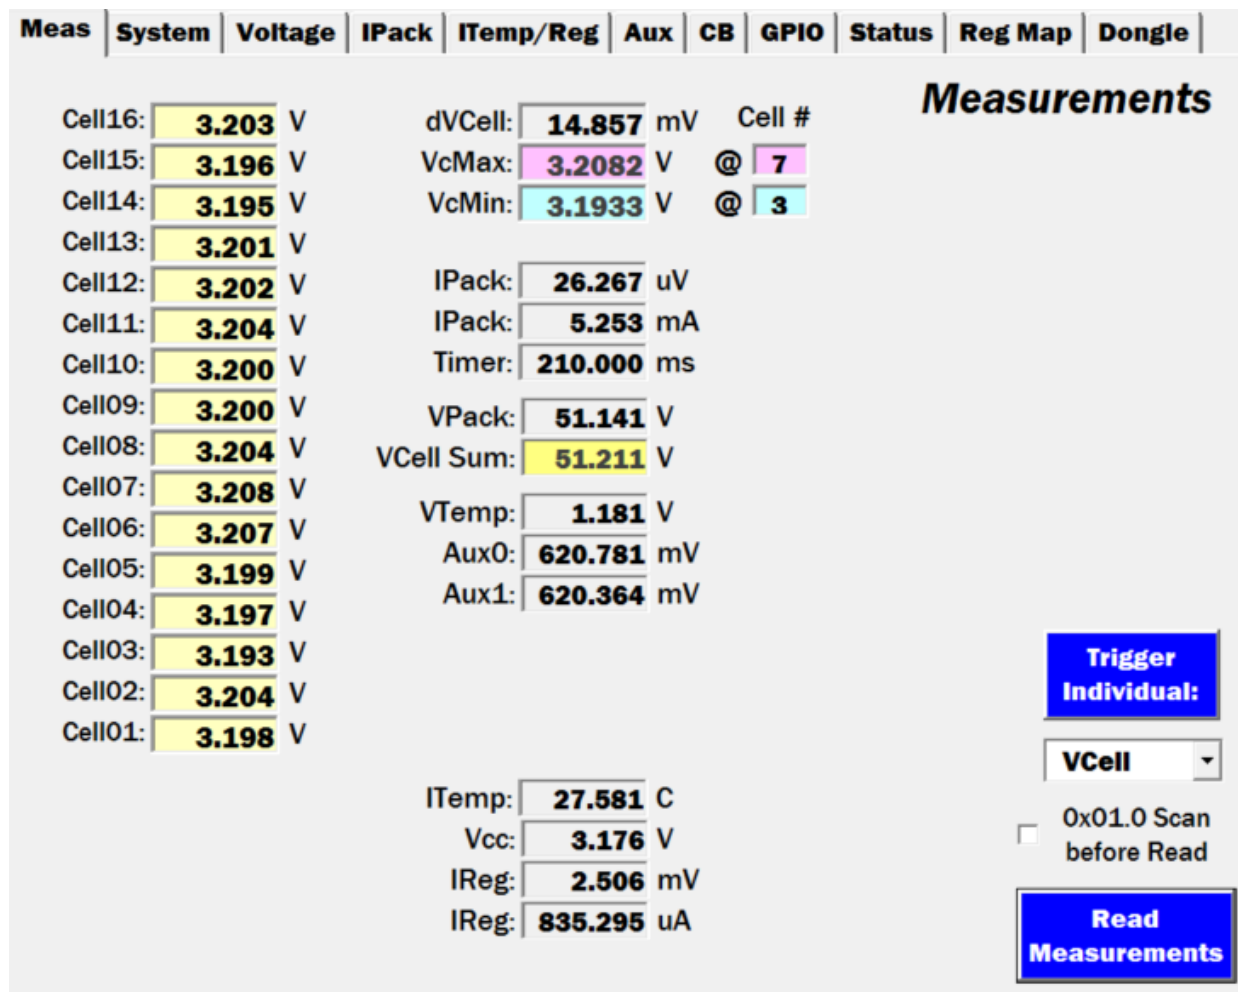 Meas System Voltage IPack ITemp/Reg Aux CB GPIO Status Reg Map Dongle
Measurements
Cell16: 3.203 V
Cell15: 3.196 V
Cell14: 3.195 V
Cell13: 3.201 V
Cell12: 3.202 V
Cell11: 3.204 V
Cell10: 3.200 V
Cell09: 3.200 V
Cell08: 3.204 V
Cell07: 3.208 V
Cell06: 3.207 V
Cell05: 3.199 V
Cell04: 3.197 V
Cell03: 3.193 V
Cell02: 3.204 V
Cell01: 3.198 V
dVCell: 14.857 mV Cell #
VcMax: 3.2082 V @ 7
VcMin: 3.1933 V @ 3
IPack: 26.267 uV
IPack: 5.253 mA
Timer: 210.000 ms
VPack: 51.141 V
VCell Sum: 51.211 V
VTemp: 1.181 V
Aux0: 620.781 mV
Aux1: 620.364 mV
ITemp: 27.581 C
Vcc: 3.176 V
IReg: 2.506 mV
IReg: 835.295 uA
Trigger
Individual:
VCell
0x01.0 Scan
before Read
Read
Measurements